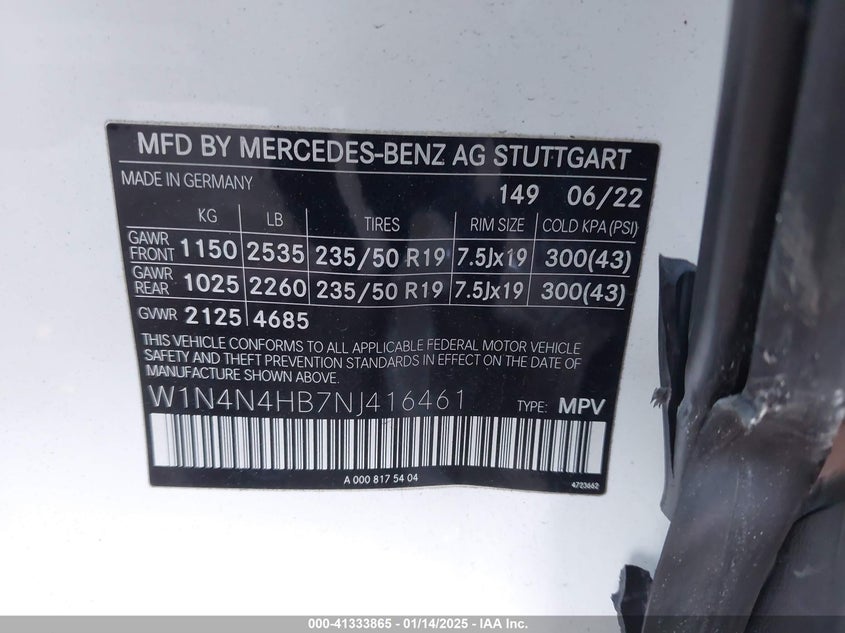 MFD BY MERCEDES-BENZ AG STUTTGART
MADE IN GERMANY 149 06/22
KG LB TIRES RIM SIZE COLD KPA (PSI)
GAWR FRONT 1150 2535 235/50 R19 7.5Jx19 300(43)
GAWR REAR 1025 2260 235/50 R19 7.5Jx19 300(43)
GVWR 2125 4685
THIS VEHICLE CONFORMS TO ALL APPLICABLE FEDERAL MOTOR VEHICLE
SAFETY AND THEFT PREVENTION STANDARDS IN EFFECT ON THE DATE OF
MANUFACTURE SHOWN ABOVE.
W1N4N4HB7NJ416461 TYPE: MPV
A 000 817 54 04 4723662
000-41333865 - 01/14/2025 - IAA Inc.